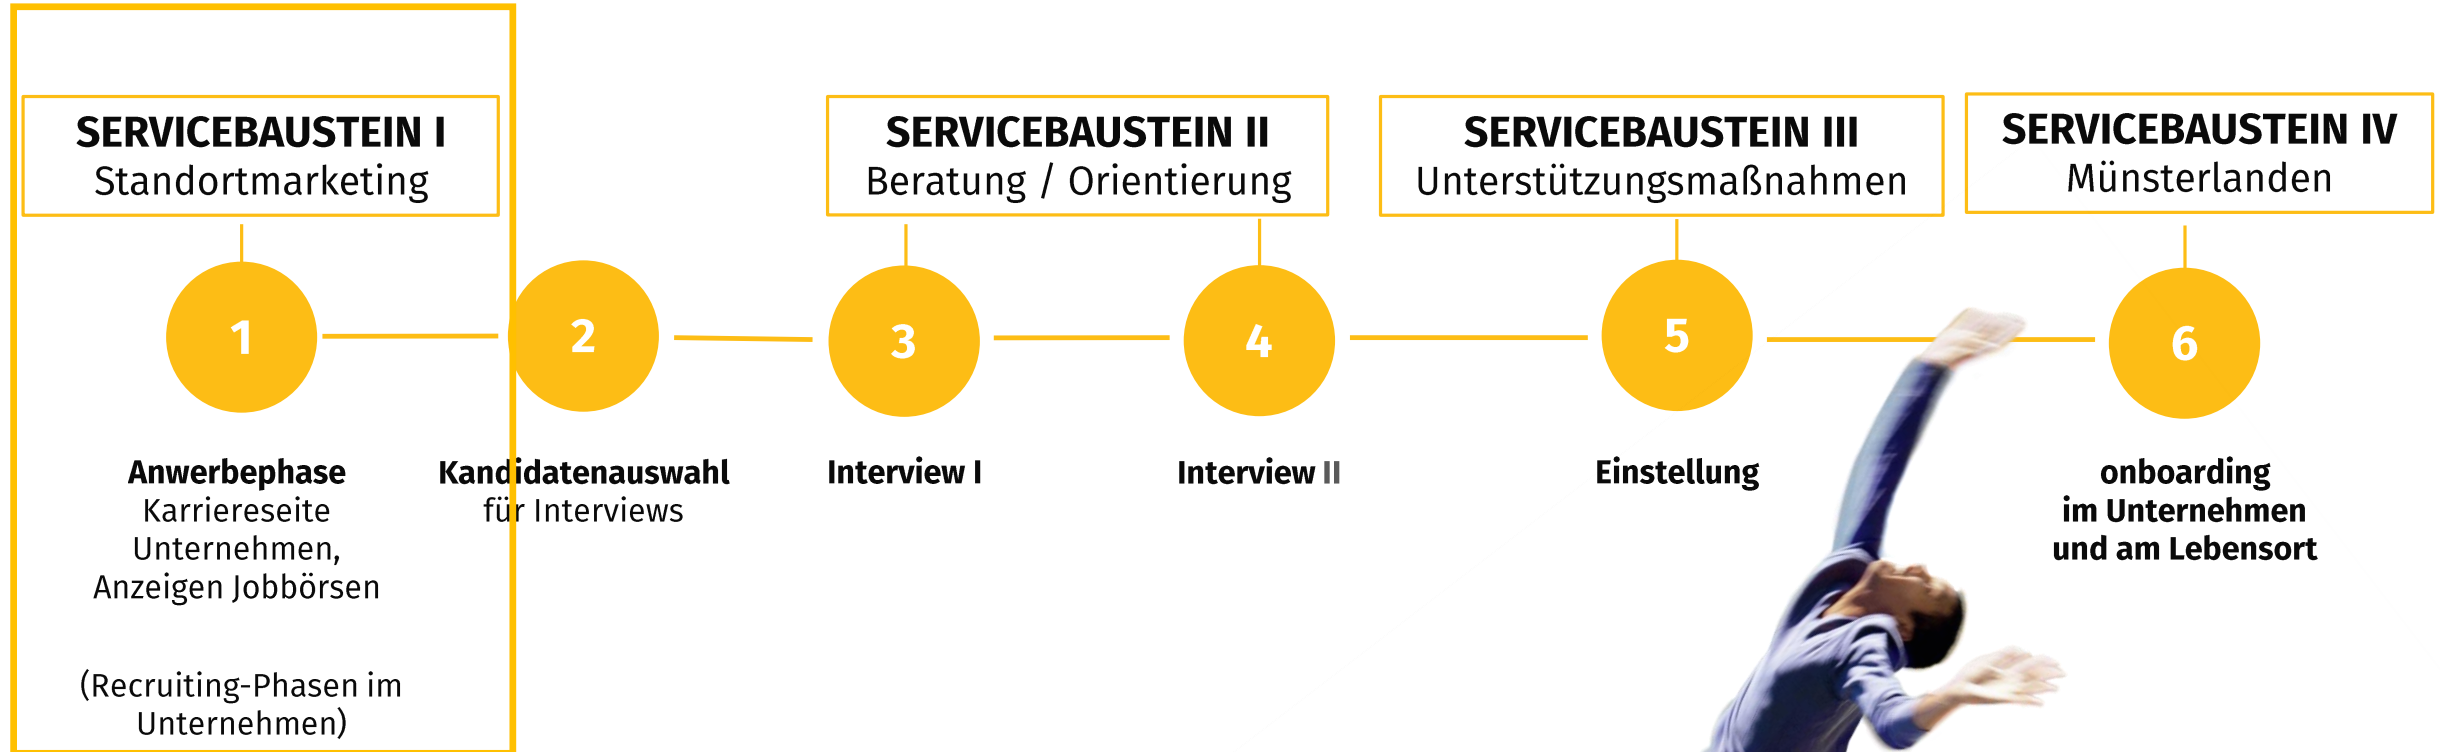 SERVICEBAUSTEIN I
Standortmarketing
SERVICEBAUSTEIN II
Beratung / Orientierung
SERVICEBAUSTEIN III
Unterstützungsmaßnahmen
SERVICEBAUSTEIN IV
Münsterlanden
1
2
3
4
5
6
Anwerbephase
Karriereseite
Unternehmen,
Anzeigen Jobbörsen
Kandidatenauswahl
für Interviews
Interview I
Interview II
Einstellung
onboarding
im Unternehmen
und am Lebensort
(Recruiting-Phasen im
Unternehmen)